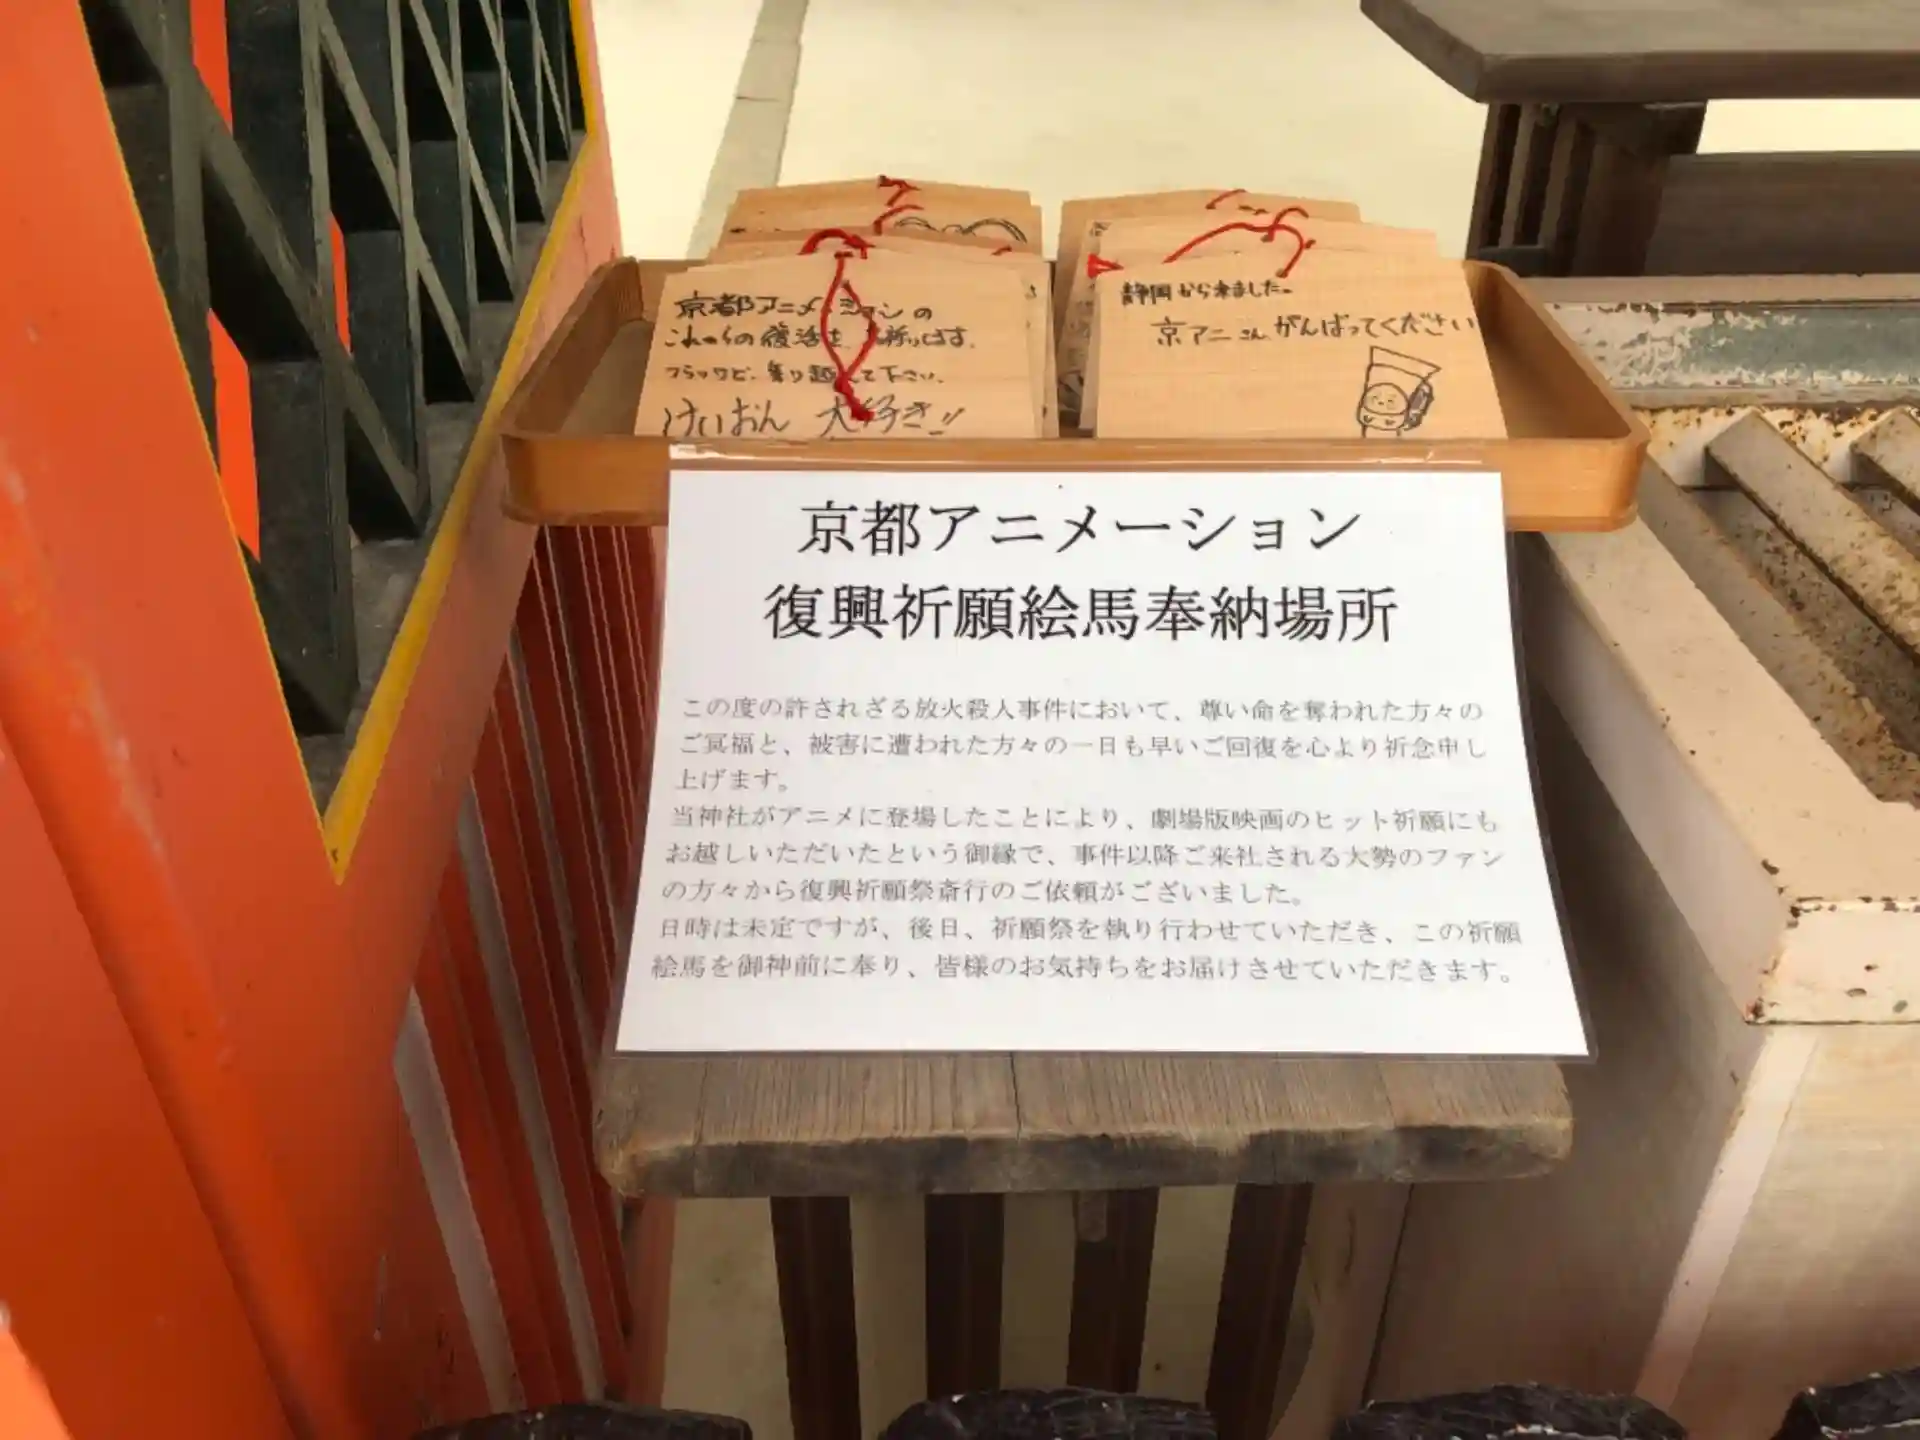 京都アニメーションの
これからの復活を
フラッグヒ、乗り越えて下さい。
けいおん 大好き!!
静岡から来ました。
京アニさん がんばってください
京都アニメーション
復興祈願絵馬奉納場所
この度の許されざる放火殺人事件において、尊い命を奪われた方々の
ご冥福と、被害に遭われた方々の一日も早いご回復を心より祈念申し
上げます。
当神社がアニメに登場したことにより、劇場版映画のヒット祈願にも
お越しいただいたという御縁で、事件以降ご来社される大勢のファン
の方々から復興祈願祭斎行のご依頼がございました。
日時は未定ですが、後日、祈願祭を執り行わせていただき、この祈願
絵馬を御神前に奉り、皆様のお気持ちをお届けさせていただきます。